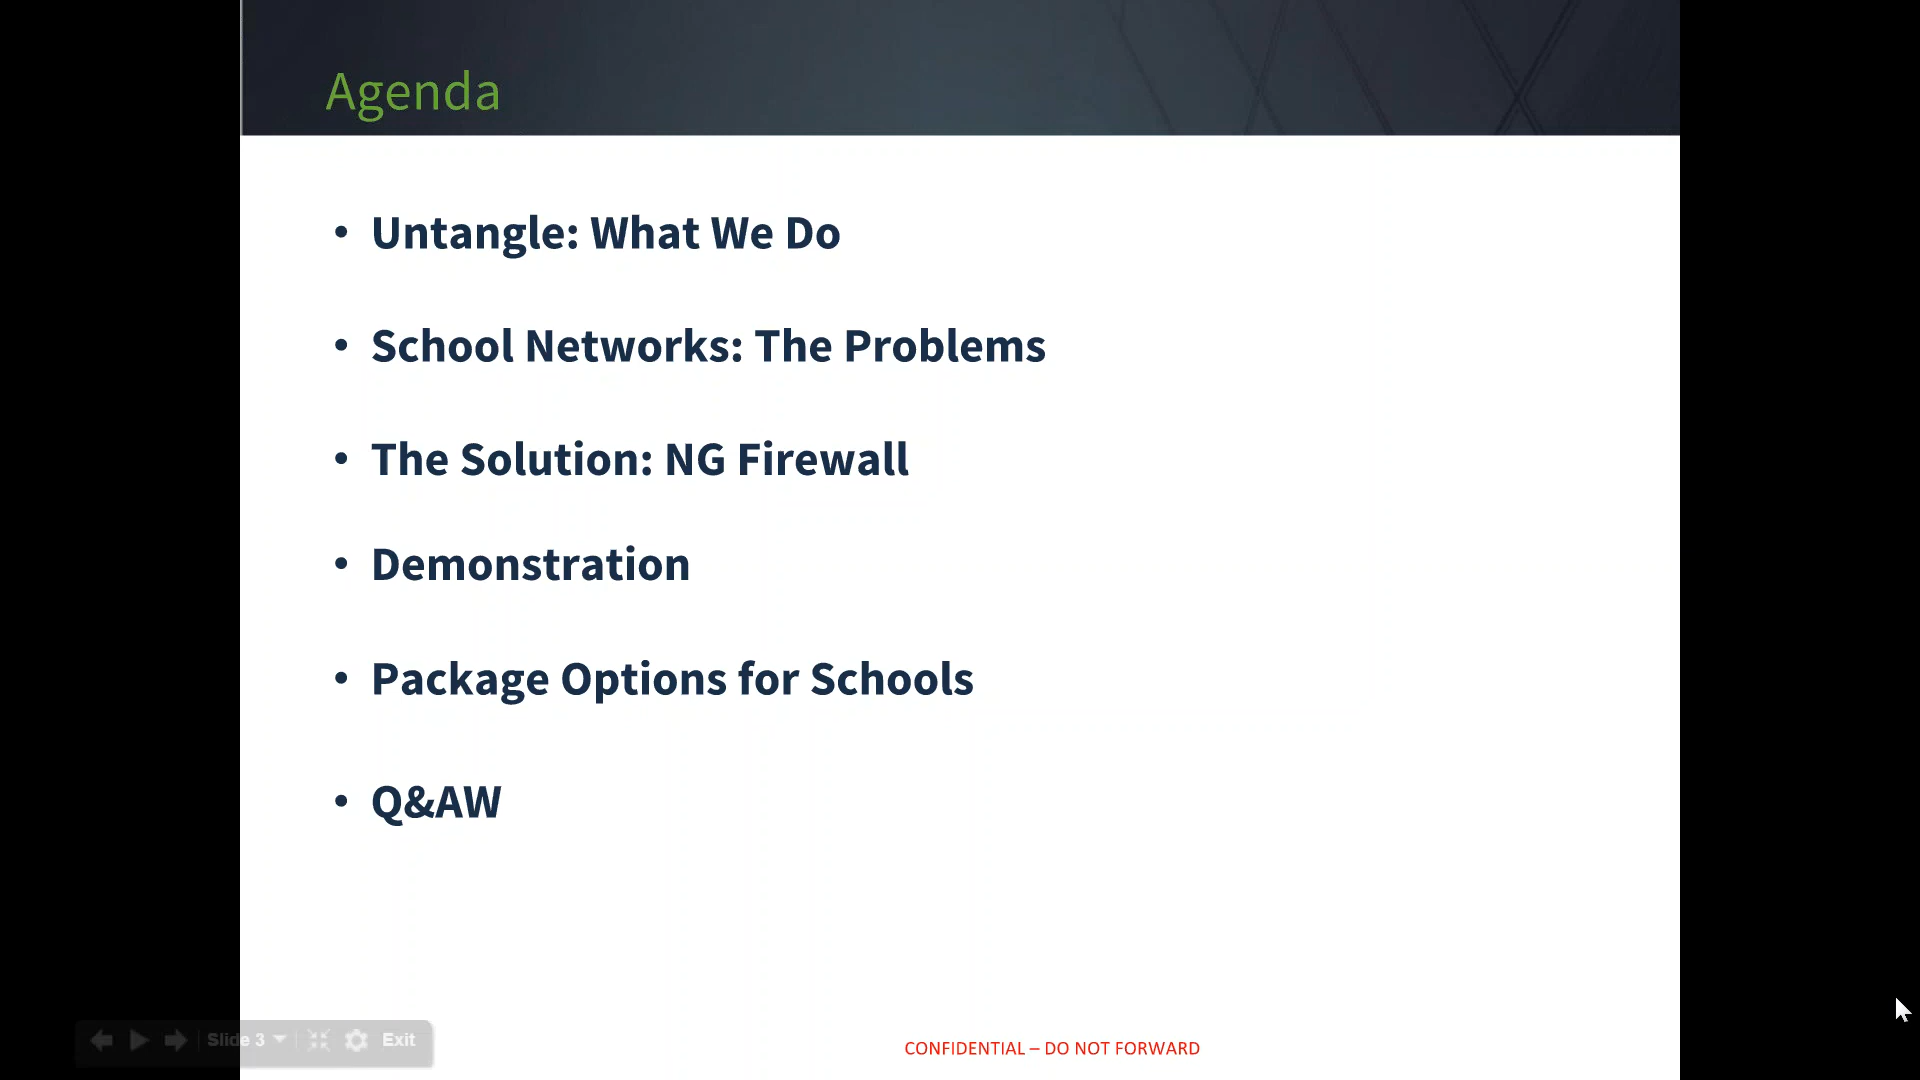 Agenda
• Untangle: What We Do
• School Networks: The Problems
• The Solution: NG Firewall
• Demonstration
• Package Options for Schools
• Q&AW
Slide 3 Exit
CONFIDENTIAL – DO NOT FORWARD